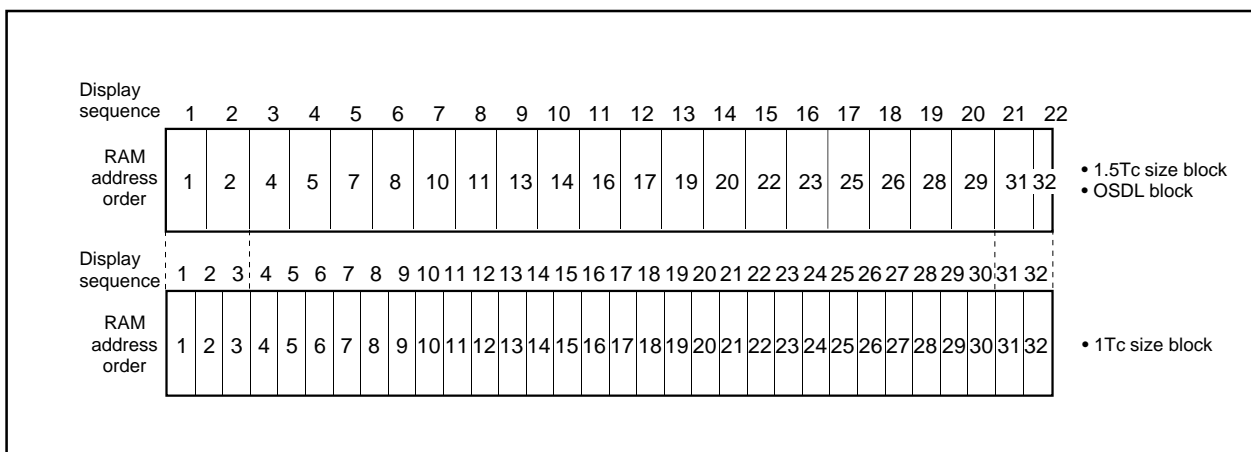 Display
sequence 1 2 3 4 5 6 7 8 9 10 11 12 13 14 15 16 17 18 19 20 21 22
RAM
address
order
1 2 4 5 7 8 10 11 13 14 16 17 19 20 22 23 25 26 28 29 31 32
• 1.5Tc size block
• OSDL block
Display
sequence
1 2 3 4 5 6 7 8 9 10 11 12 13 14 15 16 17 18 19 20 21 22 23 24 25 26 27 28 29 30 31 32
RAM
address
order
1 2 3 4 5 6 7 8 9 10 11 12 13 14 15 16 17 18 19 20 21 22 23 24 25 26 27 28 29 30 31 32
• 1Tc size block